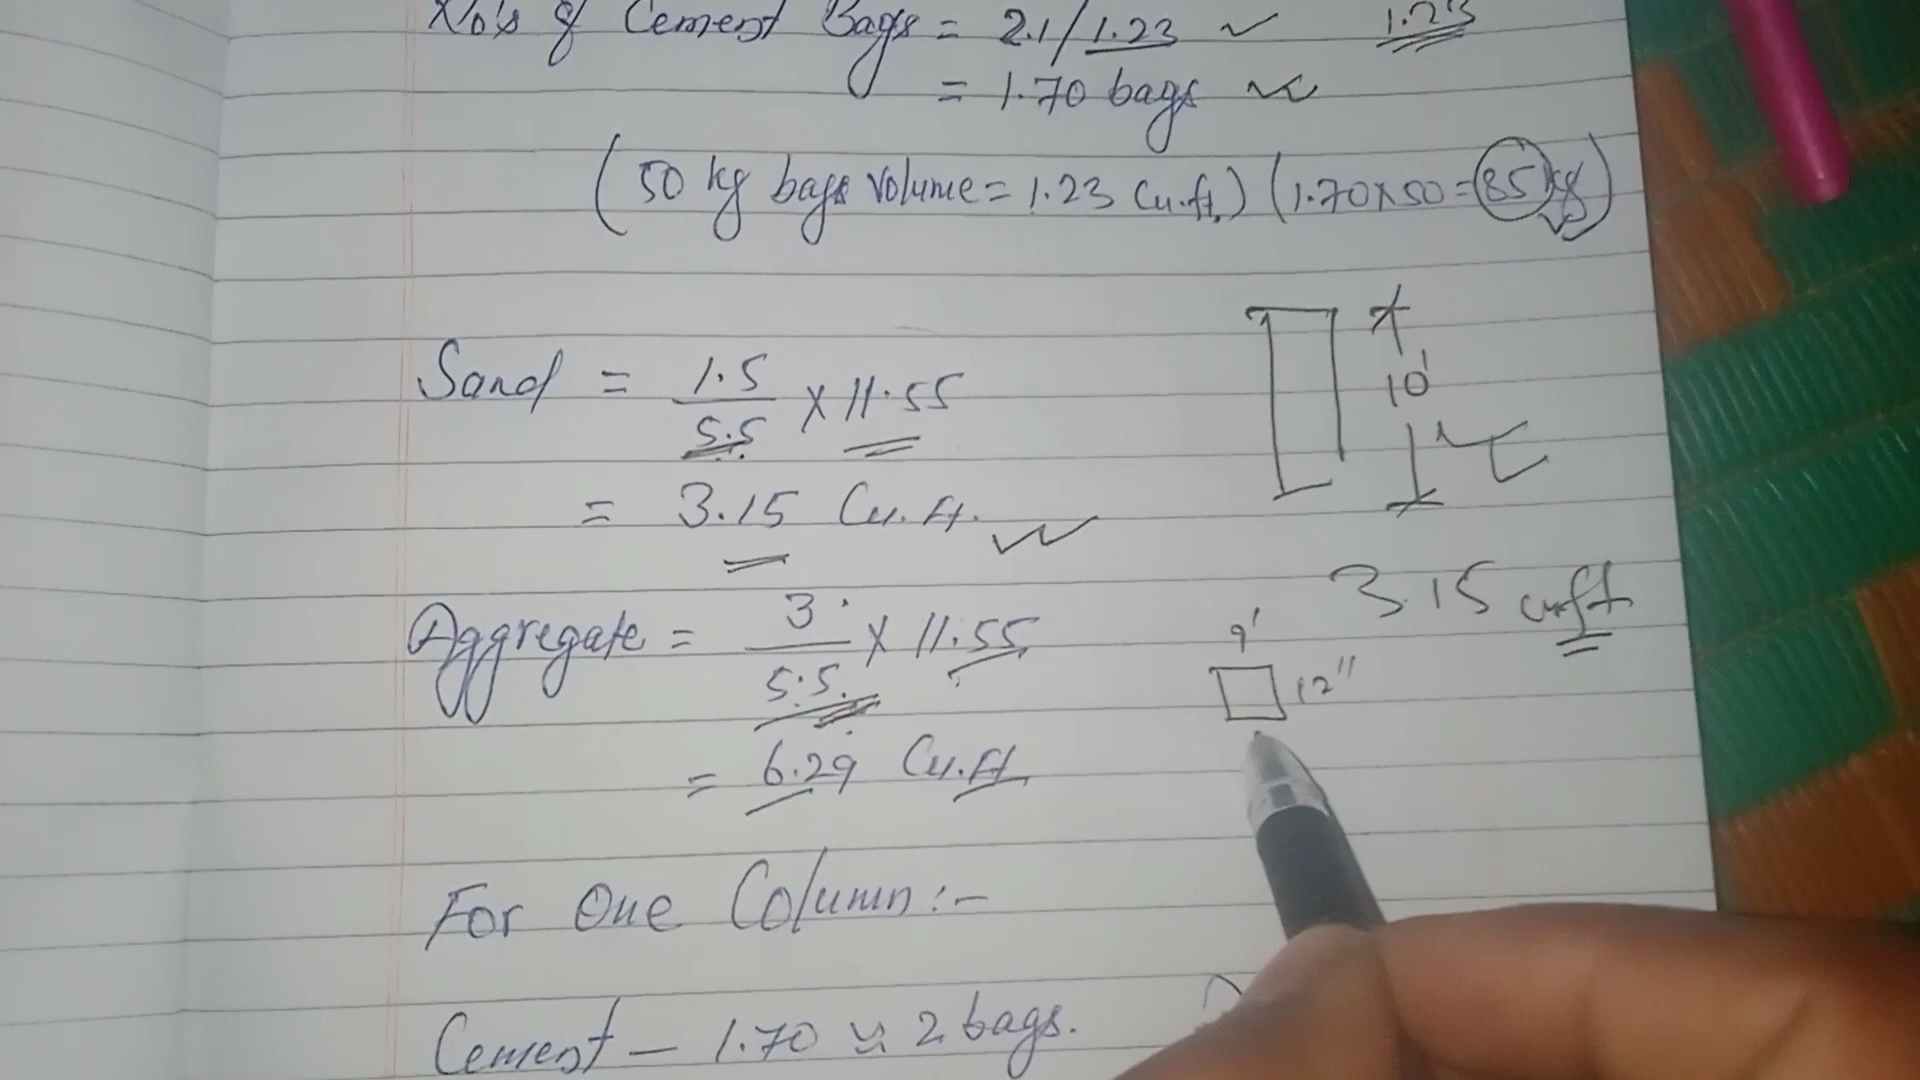 No's of Cement Bags = 2.1/1.23
1.23
= 1.70 bags
(50 kg bags volume = 1.23 Cu.ft.) (1.70×50=85kg)
10'
Sand = 1.5/5.5 × 11.55
= 3.15 Cu.ft.
3.15 cuft
Aggregate = 3/5.5 × 11.55
9'
12"
= 6.29 Cu.ft
For One Column:-
Cement - 1.70 ≈ 2 bags.